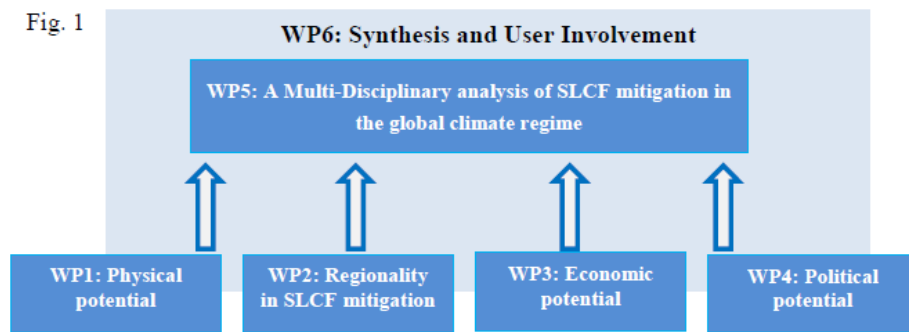 Fig. 1
WP6: Synthesis and User Involvement
WP5: A Multi-Disciplinary analysis of SLCF mitigation in
the global climate regime
WP1: Physical
potential
WP2: Regionality
in SLCF mitigation
WP3: Economic
potential
WP4: Political
potential